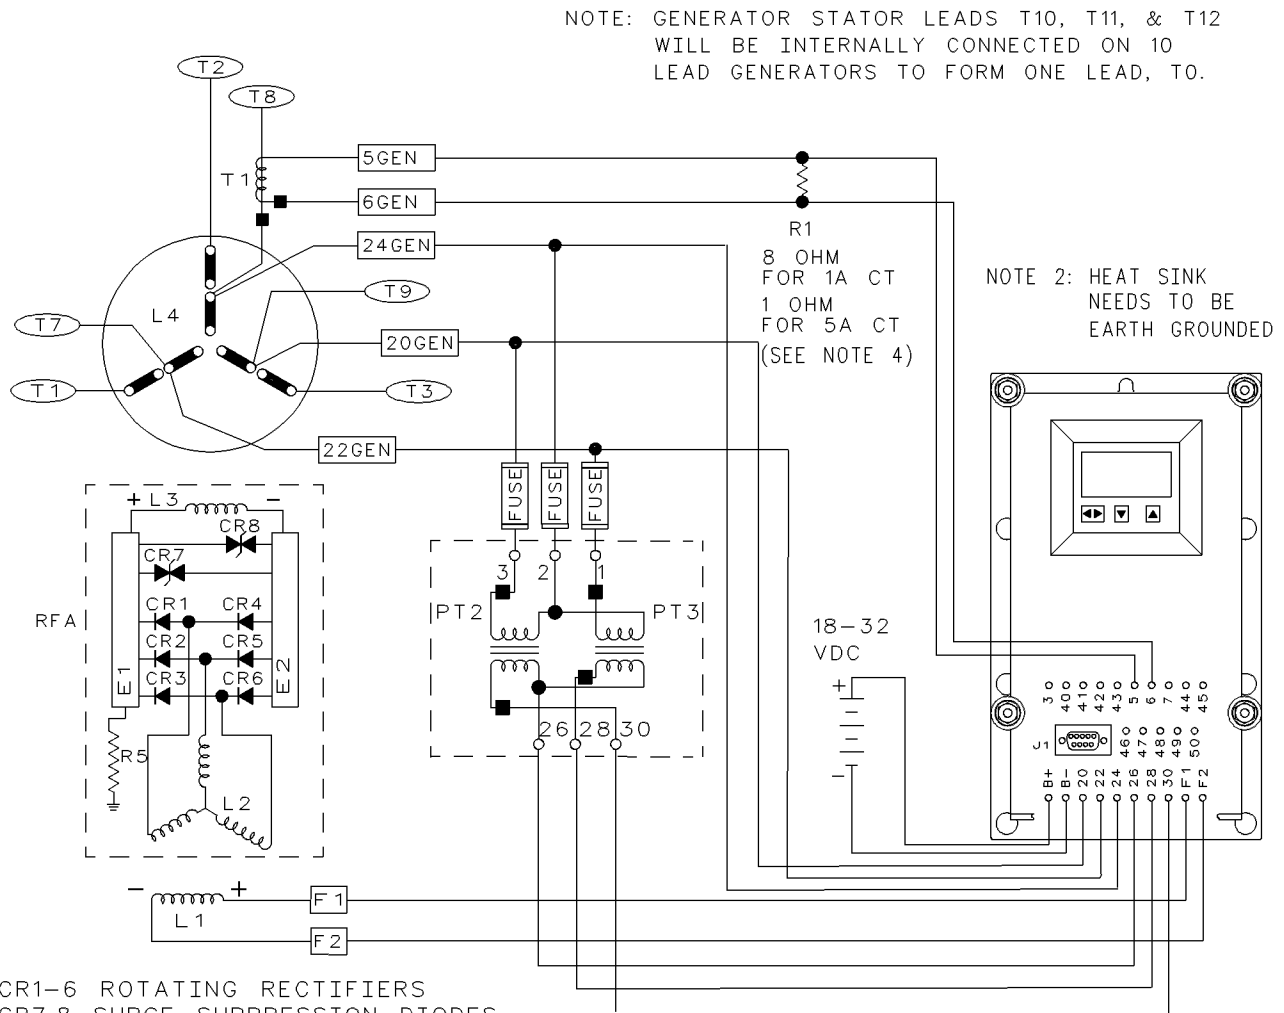 NOTE: GENERATOR STATOR LEADS T10, T11, & T12
WILL BE INTERNALLY CONNECTED ON 10
LEAD GENERATORS TO FORM ONE LEAD, T0.
T2
T8
T1
5GEN
6GEN
24GEN
R1
8 OHM
FOR 1A CT
1 OHM
FOR 5A CT
(SEE NOTE 4)
NOTE 2: HEAT SINK
NEEDS TO BE
EARTH GROUNDED
L4
T9
T7
20GEN
T1
T3
22GEN
FUSE
FUSE
FUSE
+ L3 -
CR8
CR7
CR1 CR4
CR2 CR5
CR3 CR6
RFA
E1
E2
R5
L2
3 2 1
PT2
PT3
26 28 30
18-32
VDC
+
-
3 40 41 42 43 5 6 7 44 45
J1
46 47 48 49 50
B+ B- 20 22 24 26 28 30 F1 F2
- +
L1
F1
F2
CR1-6 ROTATING RECTIFIERS
CR7-8 SURGE SUPPRESSION DIODES